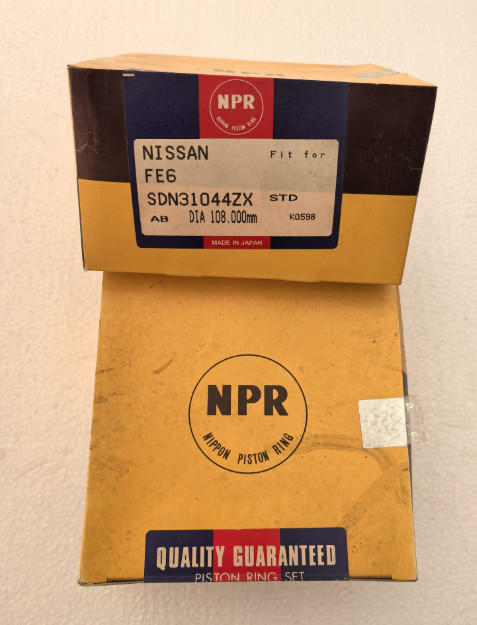 NPR
NIPPON PISTON RING
NISSAN Fit for
FE6
SDN31044ZX STD
AB DIA 108.000mm K0598
MADE IN JAPAN
NPR
NIPPON PISTON RING
QUALITY GUARANTEED
PISTON RING SET